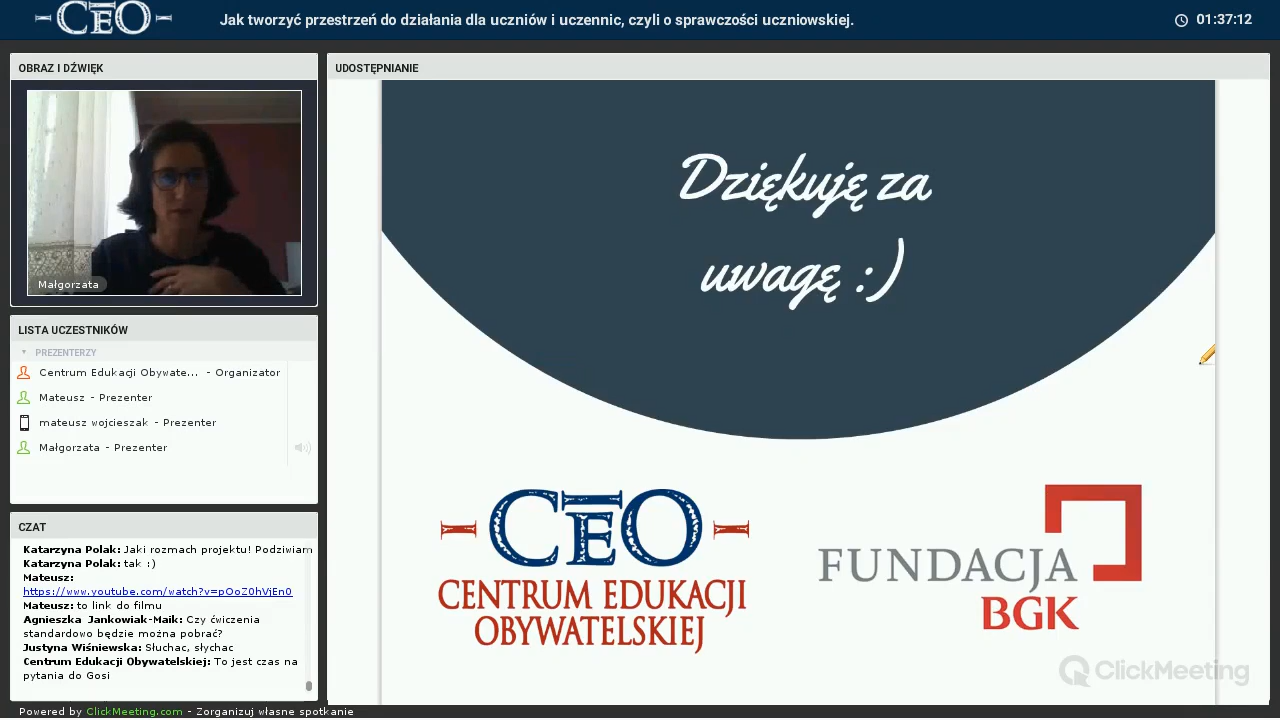 CEO
Jak tworzyć przestrzeń do działania dla uczniów i uczennic, czyli o sprawczości uczniowskiej.
01:37:12
OBRAZ I DŹWIĘK
Małgorzata
LISTA UCZESTNIKÓW
PREZENTERZY
Centrum Edukacji Obywate... - Organizator
Mateusz - Prezenter
mateusz wojcieszak - Prezenter
Małgorzata - Prezenter
CZAT
Katarzyna Polak: Jaki rozmach projektu! Podziwiam
Katarzyna Polak: tak :)
Mateusz:
https://www.youtube.com/watch?v=pOoZ0hVjEn0
Mateusz: to link do filmu
Agnieszka Jankowiak-Maik: Czy ćwiczenia
standardowo będzie można pobrać?
Justyna Wiśniewska: Słuchac, słychac
Centrum Edukacji Obywatelskiej: To jest czas na
pytania do Gosi
Powered by ClickMeeting.com - Zorganizuj własne spotkanie
UDOSTĘPNIANIE
Dziękuję za
uwagę :)
CEO
CENTRUM EDUKACJI
OBYWATELSKIEJ
FUNDACJA
BGK
ClickMeeting